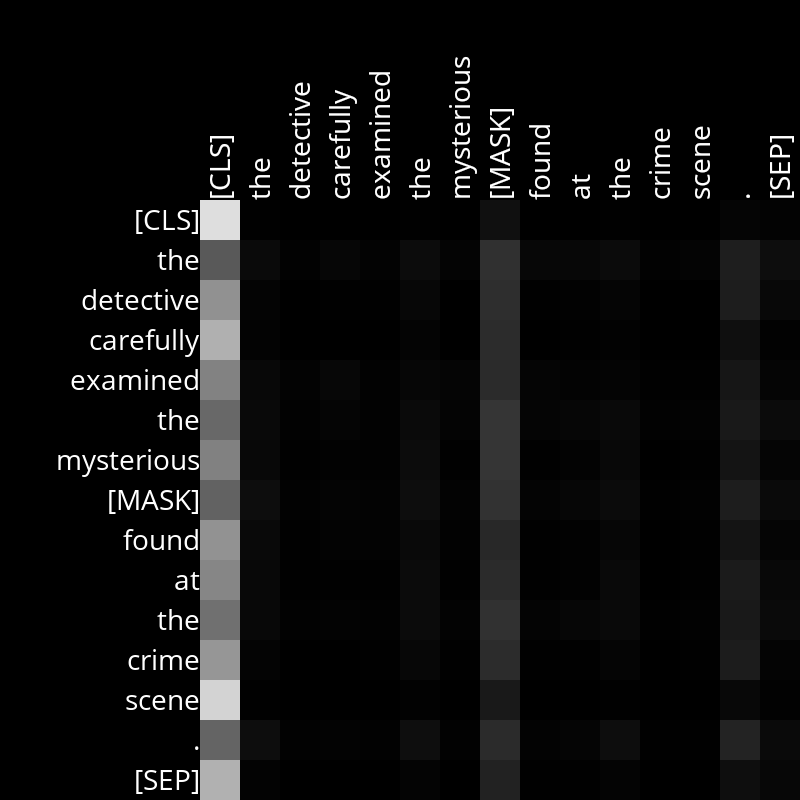 [CLS] the detective carefully examined the mysterious [MASK] found at the crime scene . [SEP]
[CLS]
the
detective
carefully
examined
the
mysterious
[MASK]
found
at
the
crime
scene
.
[SEP]